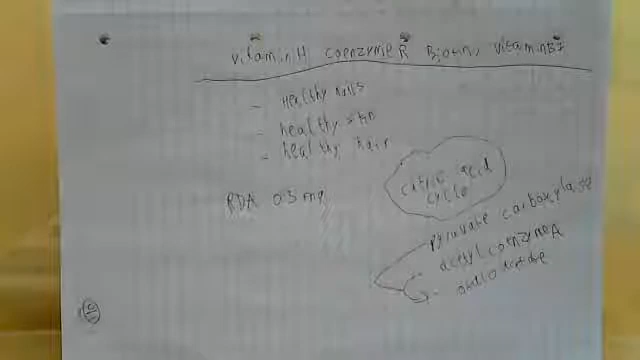 vitamin H coenzyme R Biotin, vitamin B7
- Healthy nails
- healthy skin
- healthy hair
RDA 0.3 mg
citric acid
cycle
pyruvate carboxylase
- acetyl coenzyme A